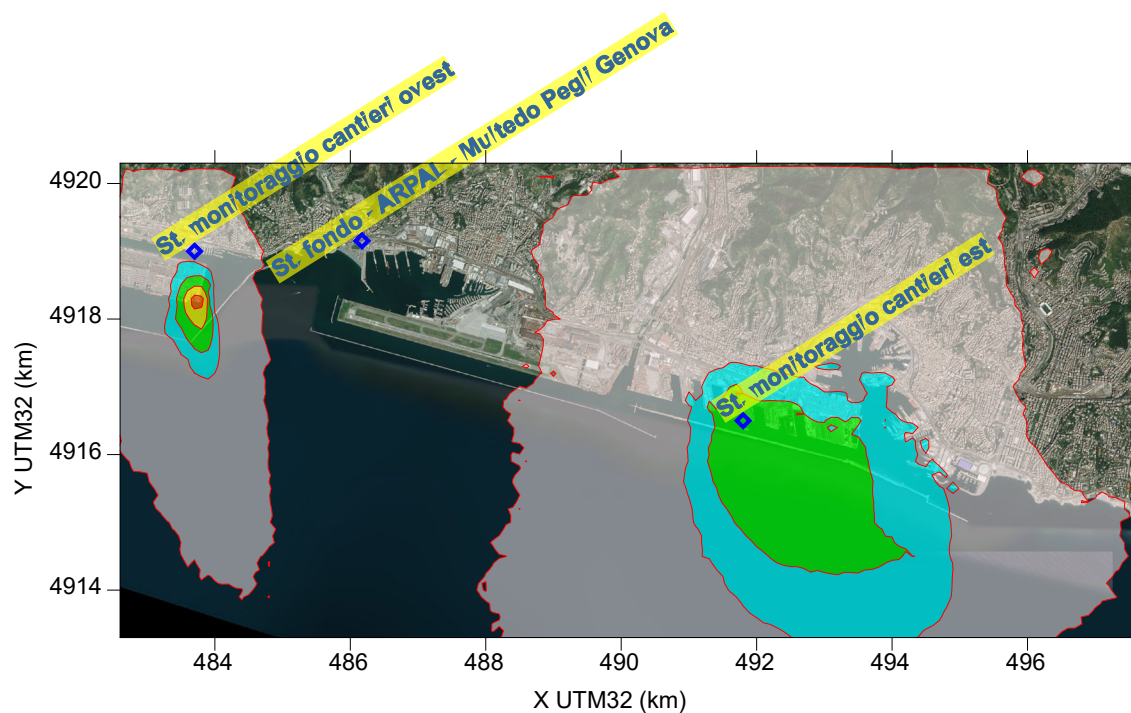 St. monitoraggio cantieri ovest
St. fondo - ARPAL - Multedo Pegli Genova
St. monitoraggio cantieri est
4920
4918
4916
4914
Y UTM32 (km)
484
486
488
490
492
494
496
X UTM32 (km)